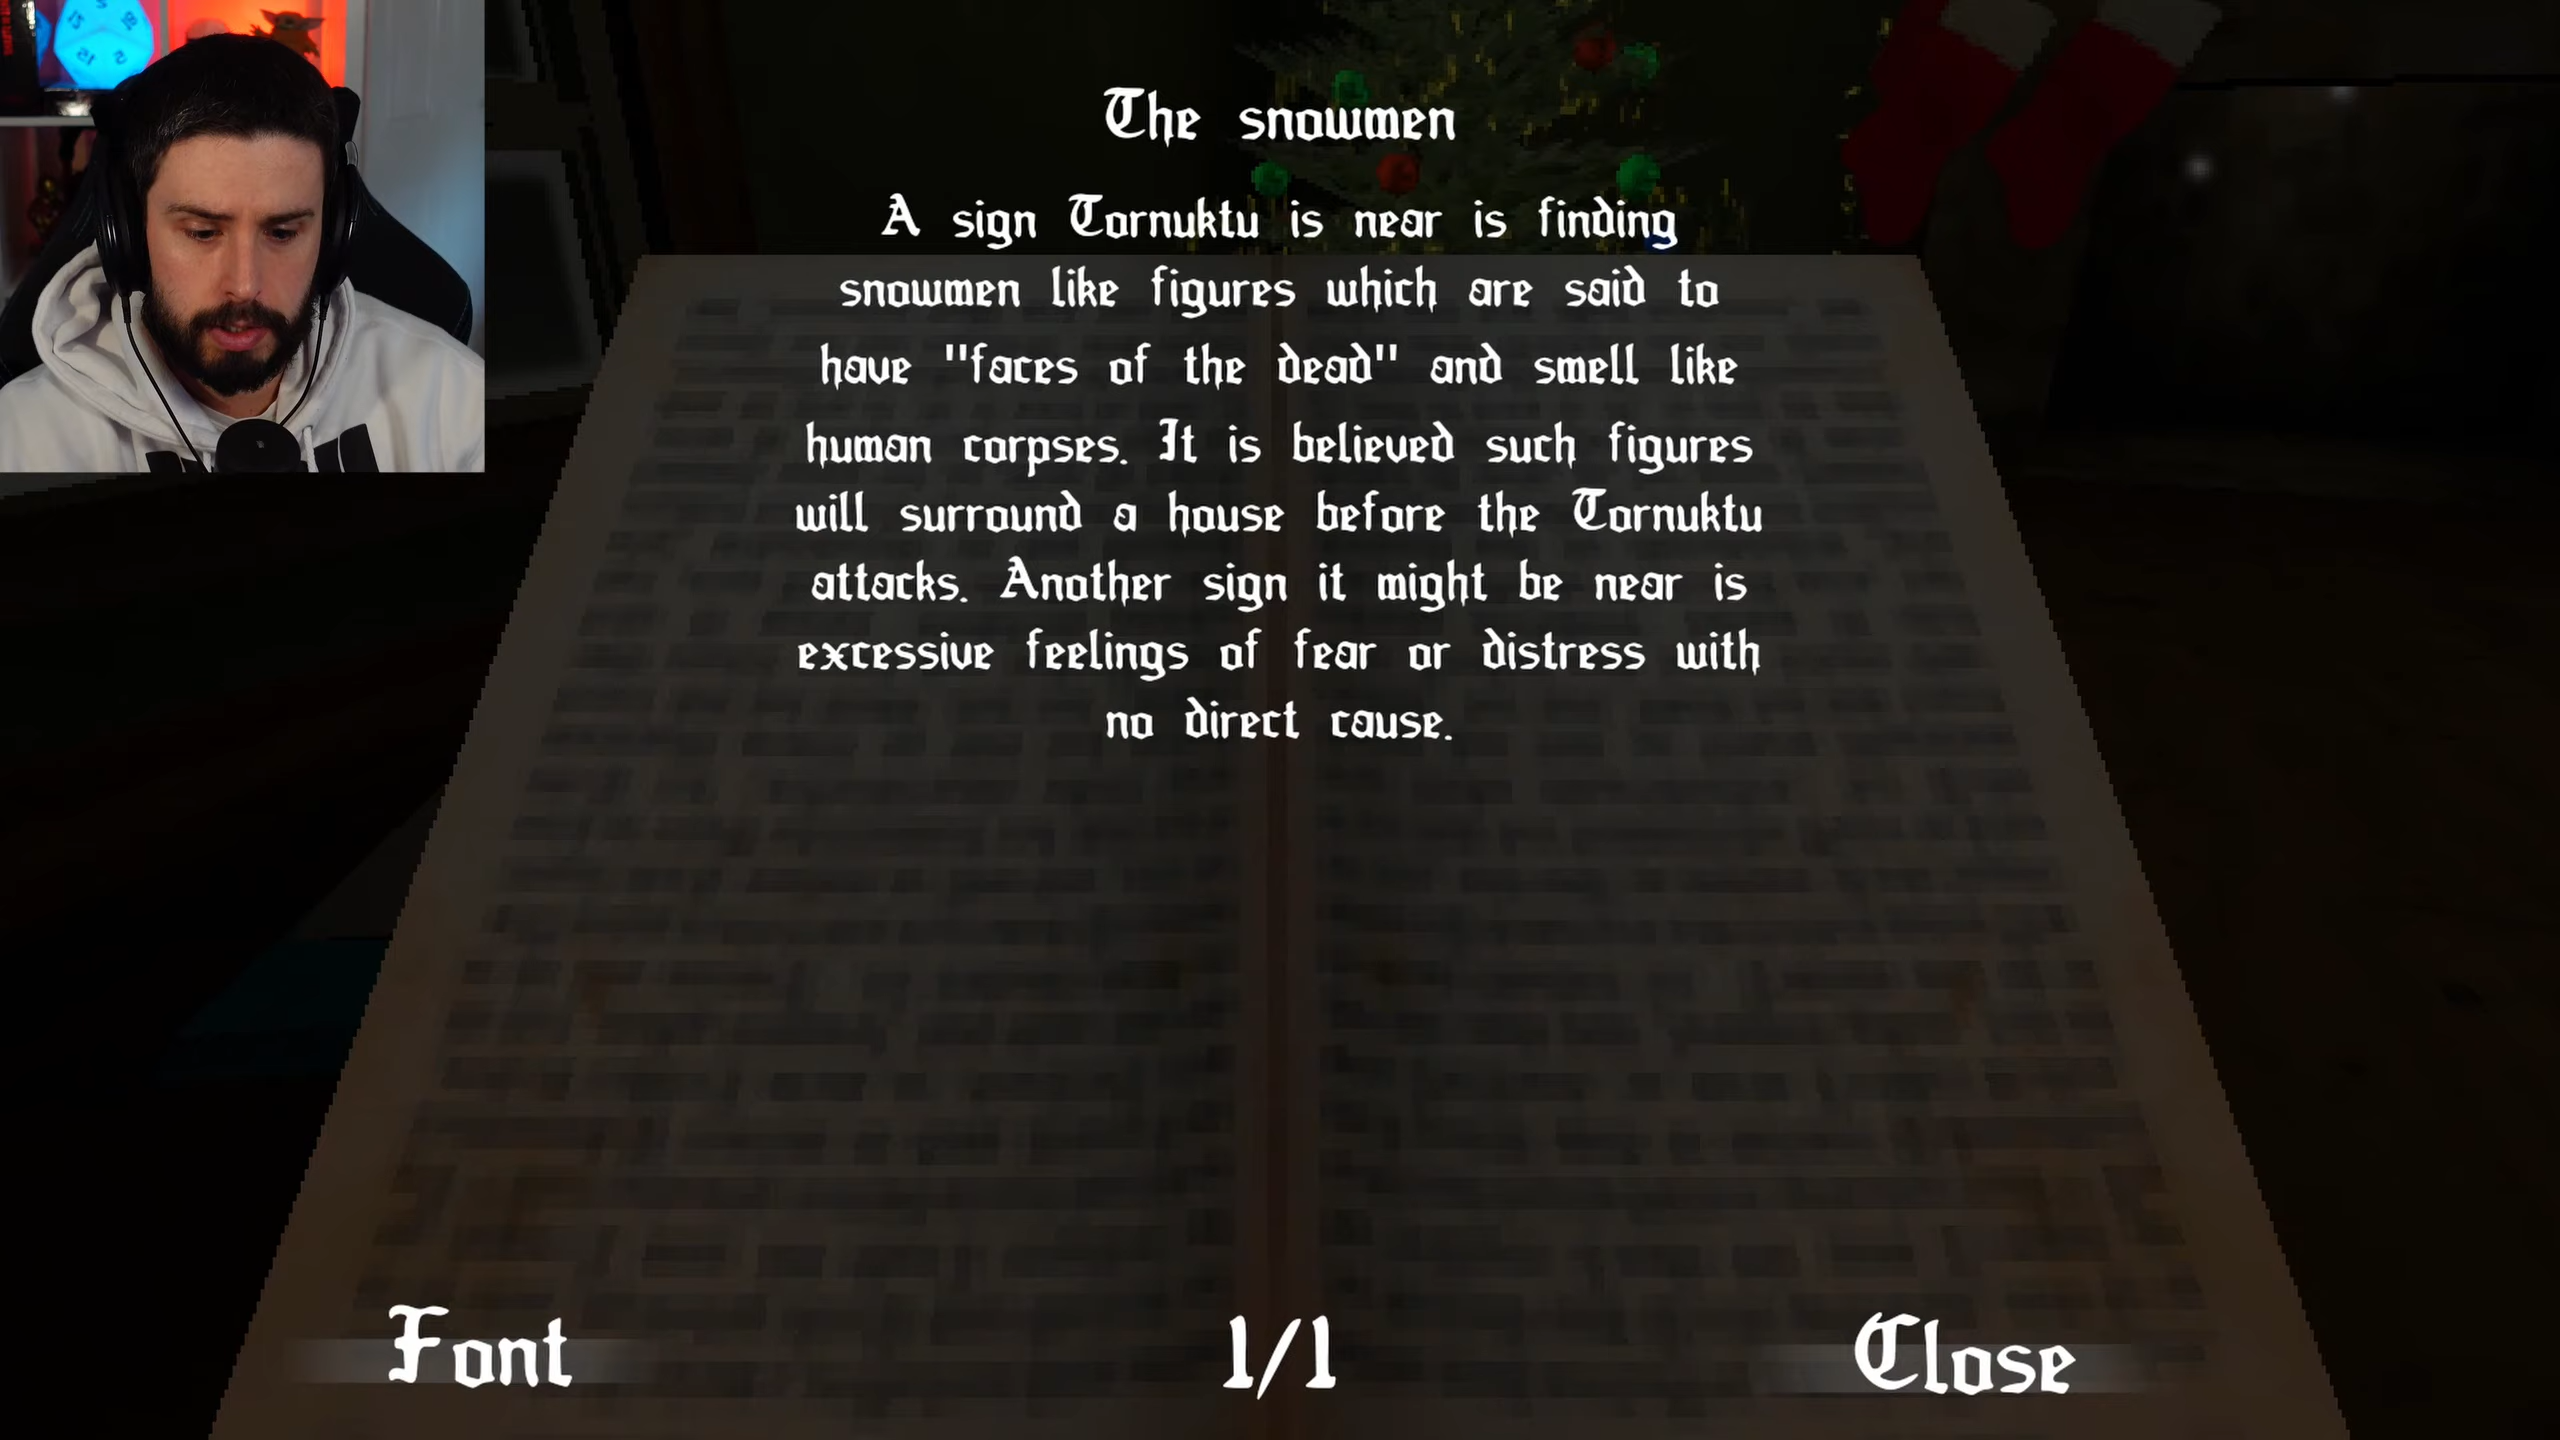 The snowmen
A sign Tornuktu is near is finding
snowmen like figures which are said to
have "faces of the dead" and smell like
human corpses. It is believed such figures
will surround a house before the Tornuktu
attacks. Another sign it might be near is
excessive feelings of fear or distress with
no direct cause.
Font
1/1
Close